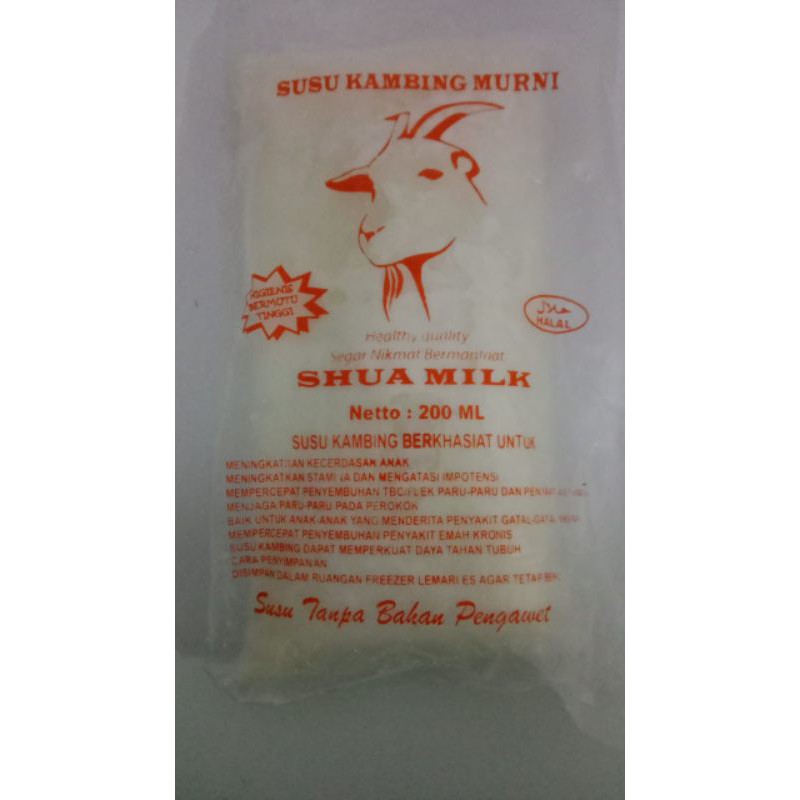 SUSU KAMBING MURNI
HIGIENIS
BERMUTU
TINGGI
حلال
HALAL
Healthy quality
Segar Nikmat Bermanfaat
SHUA MILK
Netto : 200 ML
SUSU KAMBING BERKHASIAT UNTUK
MENINGKATKAN KECERDASAN ANAK
MENINGKATKAN STAMINA DAN MENGATASI IMPOTENSI
MEMPERCEPAT PENYEMBUHAN TBC/FLEK PARU-PARU DAN
MENJAGA PARU-PARU PADA PEROKOK
BAIK UNTUK ANAK-ANAK YANG MENDERITA PENYAKIT GATAL-GATAL
MEMPERCEPAT PENYEMBUHAN PENYAKIT EMAH KRONIS
SUSU KAMBING DAPAT MEMPERKUAT DAYA TAHAN TUBUH
CARA PENYIMPANAN
DISIMPAN DALAM RUANGAN FREEZER LEMARI ES AGAR TETAP
Susu Tanpa Bahan Pengawet